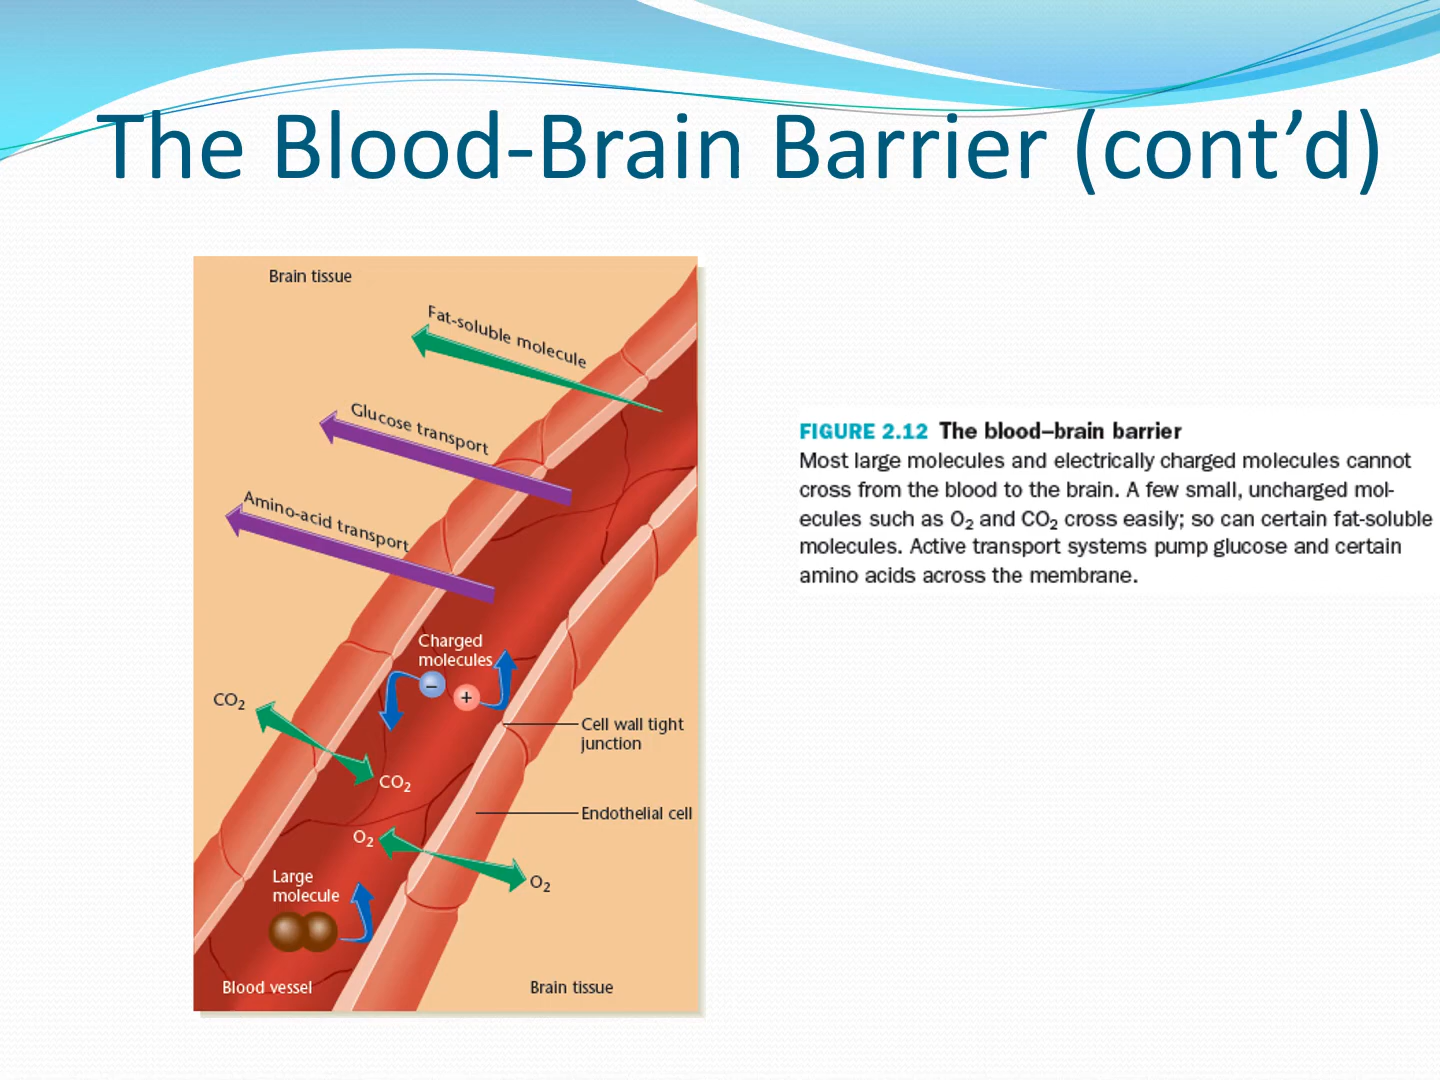 The Blood-Brain Barrier (cont’d)
Brain tissue
Fat-soluble molecule
Glucose transport
Amino-acid transport
Charged
molecules
–
+
CO₂
Cell wall tight
junction
CO₂
Endothelial cell
O₂
O₂
Large
molecule
Blood vessel
Brain tissue
FIGURE 2.12 The blood–brain barrier
Most large molecules and electrically charged molecules cannot
cross from the blood to the brain. A few small, uncharged mol-
ecules such as O₂ and CO₂ cross easily; so can certain fat-soluble
molecules. Active transport systems pump glucose and certain
amino acids across the membrane.